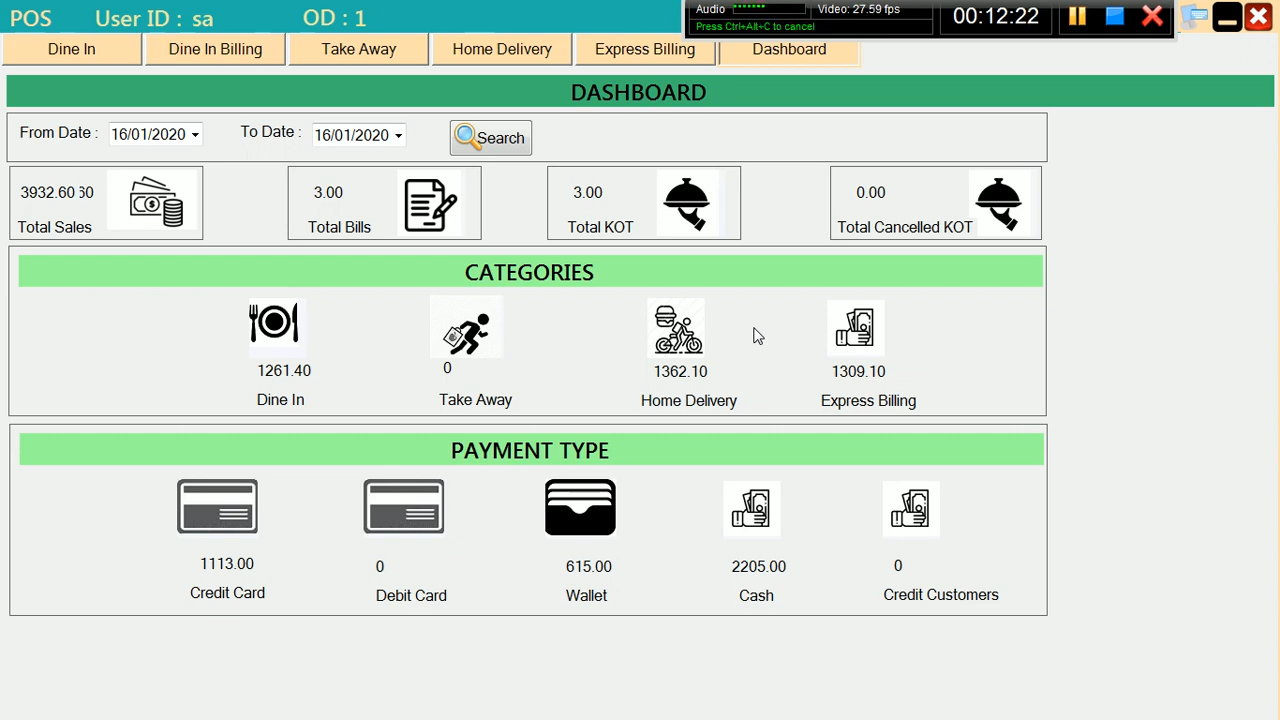 POS User ID : sa OD : 1
Audio Video: 27.59 fps
Press Ctrl+Alt+C to cancel
00:12:22
Dine In Dine In Billing Take Away Home Delivery Express Billing Dashboard
DASHBOARD
From Date : 16/01/2020 To Date : 16/01/2020 Search
3932.60 3.00 3.00 0.00
Total Sales Total Bills Total KOT Total Cancelled KOT
CATEGORIES
1261.40 0 1362.10 1309.10
Dine In Take Away Home Delivery Express Billing
PAYMENT TYPE
1113.00 0 615.00 2205.00 0
Credit Card Debit Card Wallet Cash Credit Customers